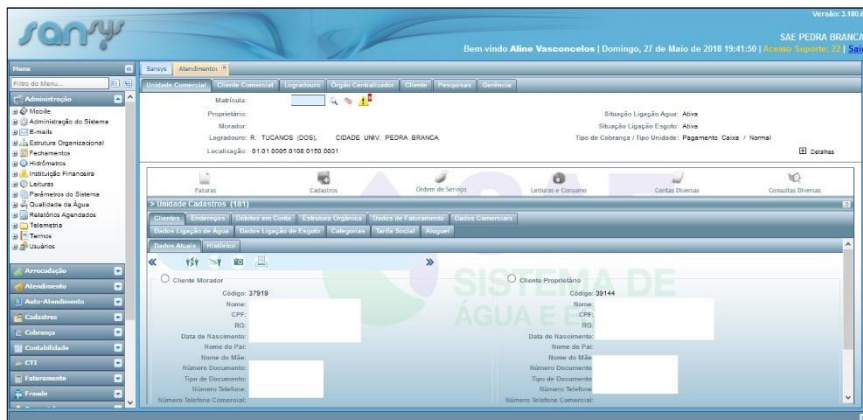 Versão: 3.180.
sansys
SAE PEDRA BRANCA
Bem vindo Aline Vasconcelos | Domingo, 27 de Maio de 2018 19:41:50 | Acesso Suporte: 22 | Sair
Menu
Sansys Atendimentos
Filtro do Menu...
Unidade Comercial Cliente Comercial Logradouro Órgão Centralizador Cliente Pesquisas Gerência
Administração
Matrícula:
Mobile
Proprietário: Situação Ligação Água: Ativa
Administração do Sistema
Morador: Situação Ligação Esgoto: Ativa
E-mails
Logradouro: R. TUCANOS (DOS), CIDADE UNIV. PEDRA BRANCA Tipo de Cobrança / Tipo Unidade: Pagamento Caixa / Normal
Estrutura Organizacional
Fechamentos
Localização: 01.01.0005.0108.0150.0001 Detalhes
Hidrômetros
Instituição Financeira
Leituras
Parâmetros do Sistema
Faturas Cadastros Ordem de Serviço Leituras e Consumo Contas Diversas Consultas Diversas
Qualidade da Água
> Unidade Cadastros (181)
Relatórios Agendados
Clientes Endereços Débitos em Conta Estrutura Orgânica Dados de Faturamento Dados Comerciais
Telemetria
Dados Ligação de Água Dados Ligação de Esgoto Categorias Tarifa Social Aluguel
Termos
Usuários
Dados Atuais Histórico
Arrecadação
Atendimento
Auto-Atendimento
Cadastros
Cobrança
Contabilidade
CTI
Faturamento
Fraude
SISTEMA DE
ÁGUA E E
Cliente Morador Cliente Proprietário
Código: 37919 Código: 39144
Nome: Nome:
CPF: CPF:
RG: RG:
Data de Nascimento: Data de Nascimento:
Nome do Pai: Nome do Pai:
Nome do Mãe: Nome do Mãe
Número Documento: Número Documento:
Tipo de Documento: Tipo de Documento:
Número Telefone: Número Telefone:
Número Telefone Comercial: Número Telefone Comercial: